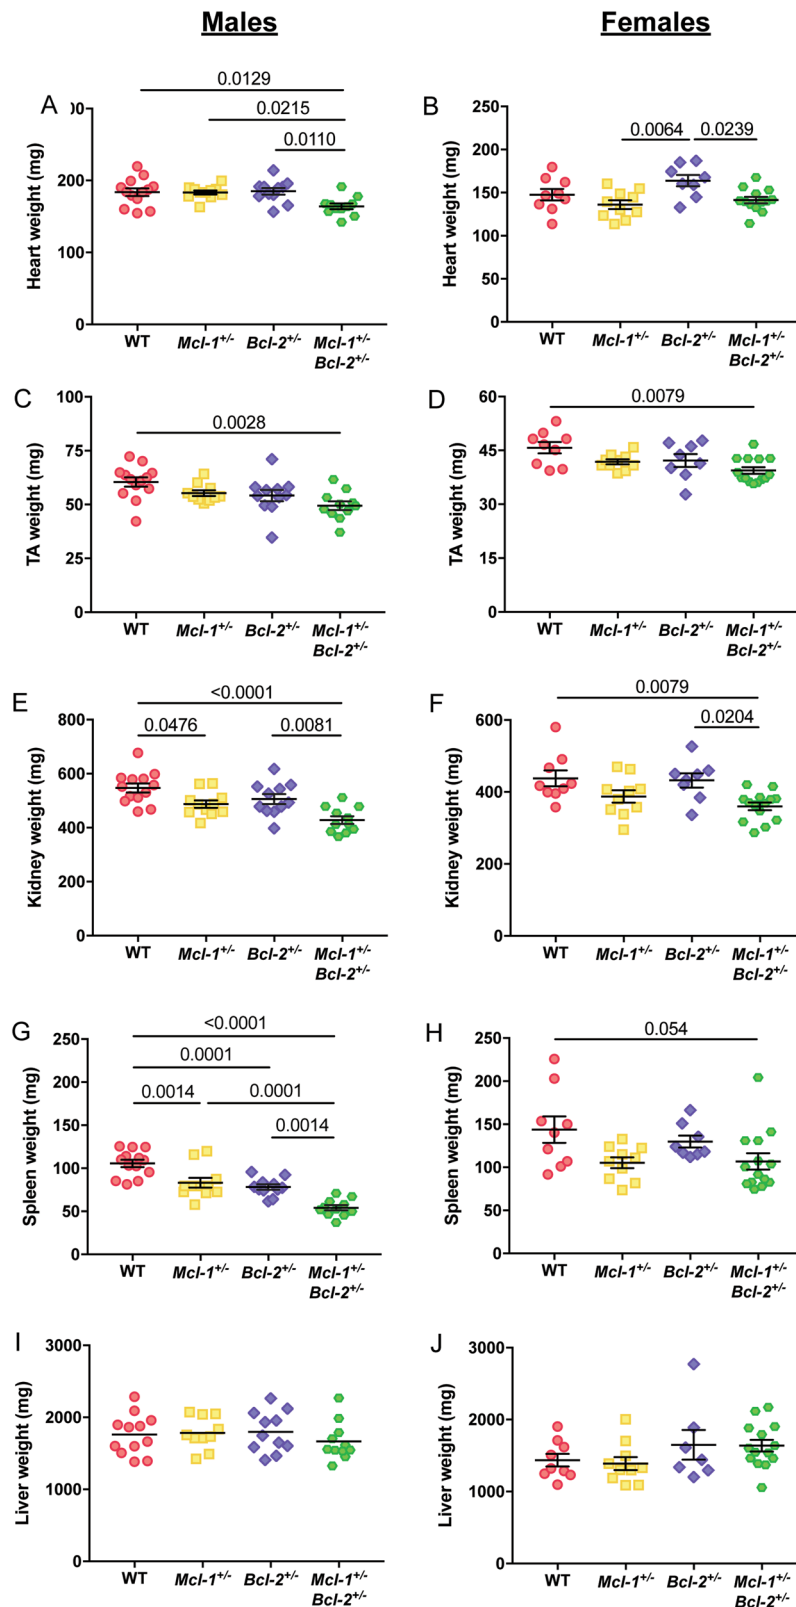 Males
Females
A
0.0129
0.0215
0.0110
00
200
100
0
Heart weight (mg)
WT
Mcl-1+/-
Bcl-2+/-
Mcl-1+/-
Bcl-2+/-
B
0.0064
0.0239
250
200
150
100
50
0
Heart weight (mg)
WT
Mcl-1+/-
Bcl-2+/-
Mcl-1+/-
Bcl-2+/-
C
0.0028
100
75
50
25
0
TA weight (mg)
WT
Mcl-1+/-
Bcl-2+/-
Mcl-1+/-
Bcl-2+/-
D
0.0079
60
45
30
15
0
TA weight (mg)
WT
Mcl-1+/-
Bcl-2+/-
Mcl-1+/-
Bcl-2+/-
E
<0.0001
0.0476
0.0081
800
600
400
200
0
Kidney weight (mg)
WT
Mcl-1+/-
Bcl-2+/-
Mcl-1+/-
Bcl-2+/-
F
0.0079
0.0204
600
400
200
0
Kidney weight (mg)
WT
Mcl-1+/-
Bcl-2+/-
Mcl-1+/-
Bcl-2+/-
G
<0.0001
0.0001
0.0014
0.0001
0.0014
250
200
150
100
50
0
Spleen weight (mg)
WT
Mcl-1+/-
Bcl-2+/-
Mcl-1+/-
Bcl-2+/-
H
0.054
250
200
150
100
50
0
Spleen weight (mg)
WT
Mcl-1+/-
Bcl-2+/-
Mcl-1+/-
Bcl-2+/-
I
3000
2000
1000
0
Liver weight (mg)
WT
Mcl-1+/-
Bcl-2+/-
Mcl-1+/-
Bcl-2+/-
J
3000
2000
1000
0
Liver weight (mg)
WT
Mcl-1+/-
Bcl-2+/-
Mcl-1+/-
Bcl-2+/-